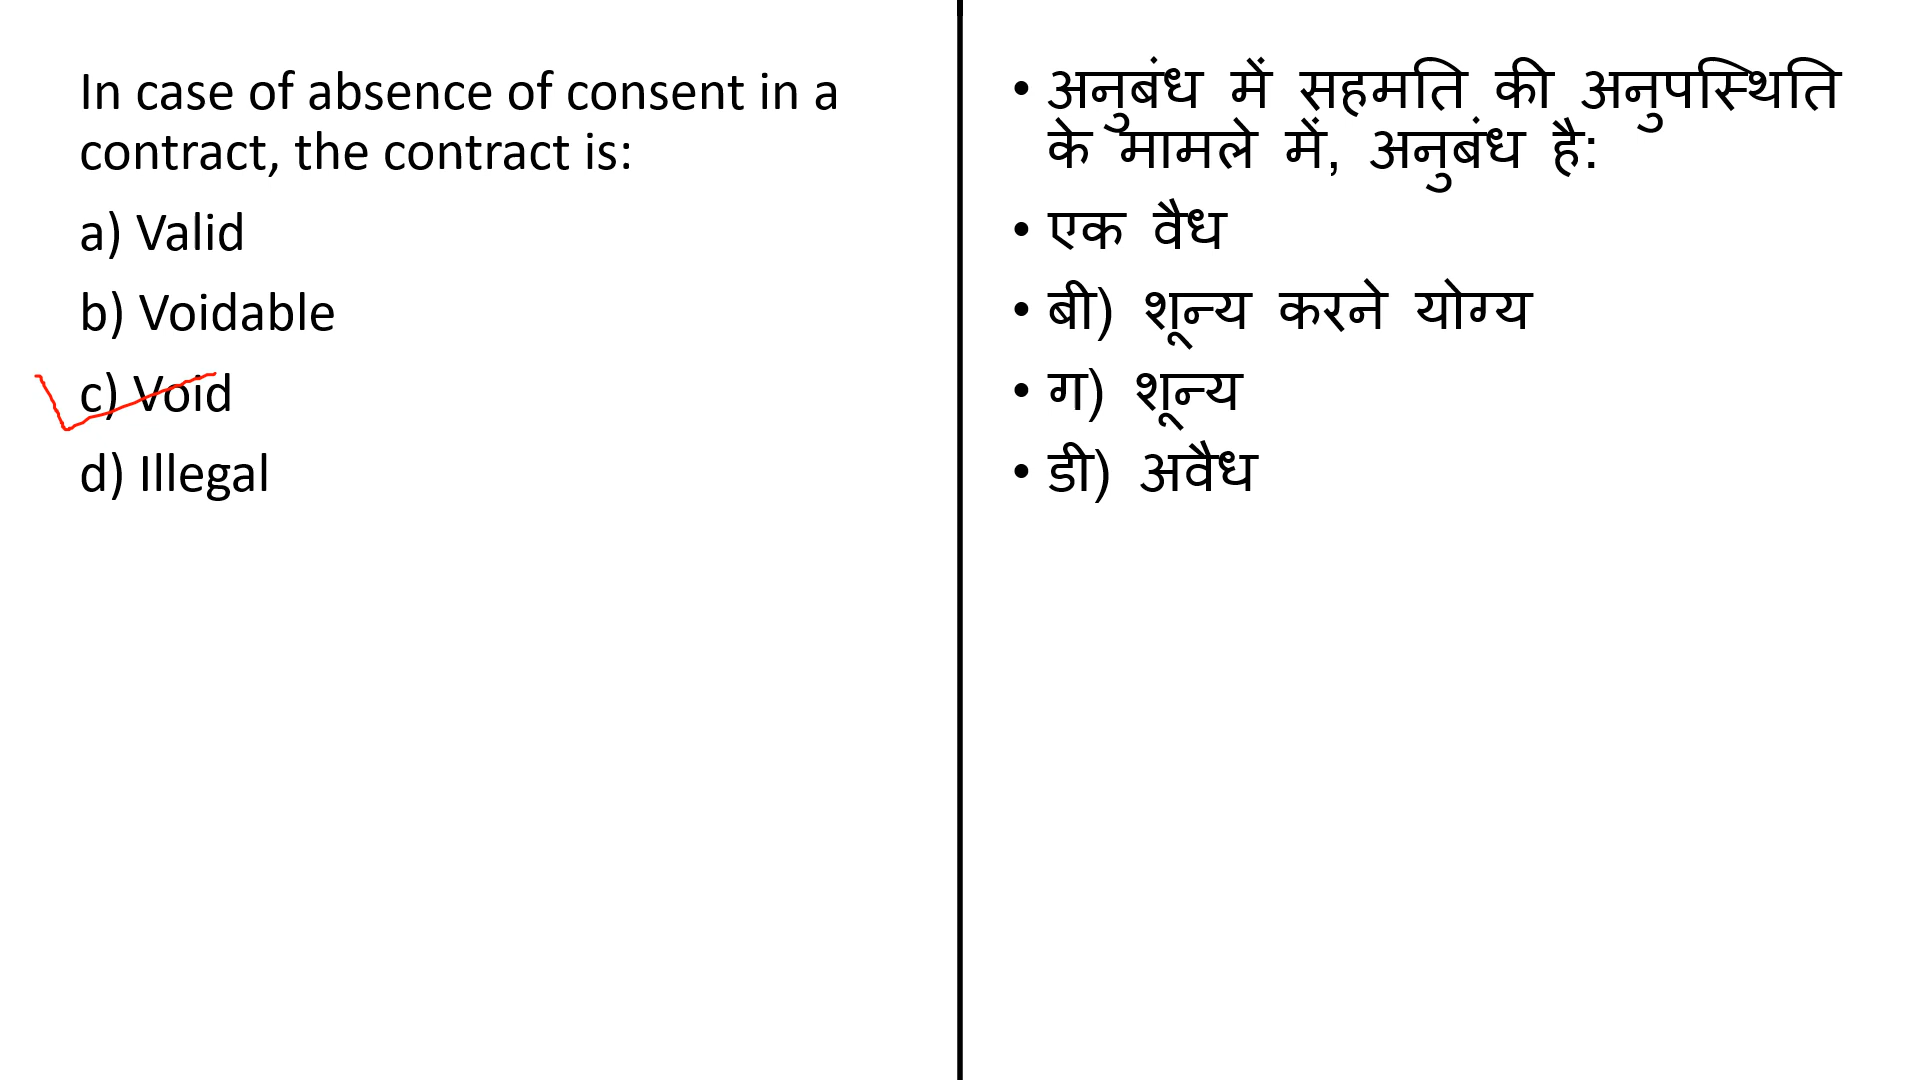 In case of absence of consent in a
contract, the contract is:
a) Valid
b) Voidable
c) Void
d) Illegal
• अनुबंध में सहमति की अनुपस्थिति
के मामले में, अनुबंध है:
• एक वैध
• बी) शून्य करने योग्य
• ग) शून्य
• डी) अवैध